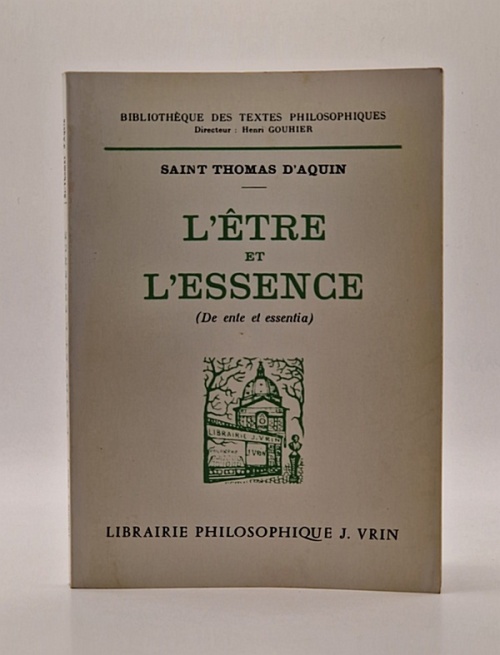 BIBLIOTHÈQUE DES TEXTES PHILOSOPHIQUES
Directeur : Henri GOUHIER
SAINT THOMAS D'AQUIN
L'ÊTRE
ET
L'ESSENCE
(De ente et essentia)
LIBRAIRIE J. VRIN
J. VRIN
LIBRAIRIE PHILOSOPHIQUE J. VRIN